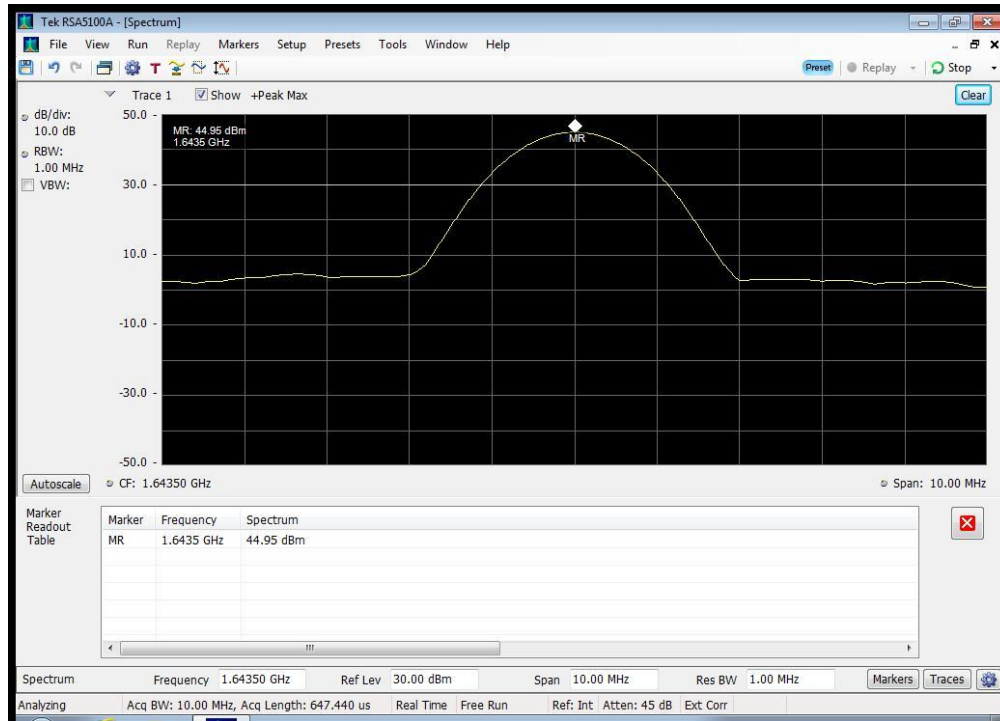 Tek RSA5100A - [Spectrum]
File View Run Replay Markers Setup Presets Tools Window Help
T Preset Replay Stop
Trace 1 Show +Peak Max Clear
dB/div:
10.0 dB
RBW:
1.00 MHz
VBW:
50.0
30.0 -
10.0 -
-10.0 -
-30.0 -
-50.0 -
MR: 44.95 dBm
1.6435 GHz
MR
Autoscale CF: 1.64350 GHz Span: 10.00 MHz
Marker
Readout
Table
Marker Frequency Spectrum
MR 1.6435 GHz 44.95 dBm
Spectrum Frequency 1.64350 GHz Ref Lev 30.00 dBm Span 10.00 MHz Res BW 1.00 MHz Markers Traces
Analyzing Acq BW: 10.00 MHz, Acq Length: 647.440 us Real Time Free Run Ref: Int Atten: 45 dB Ext Corr